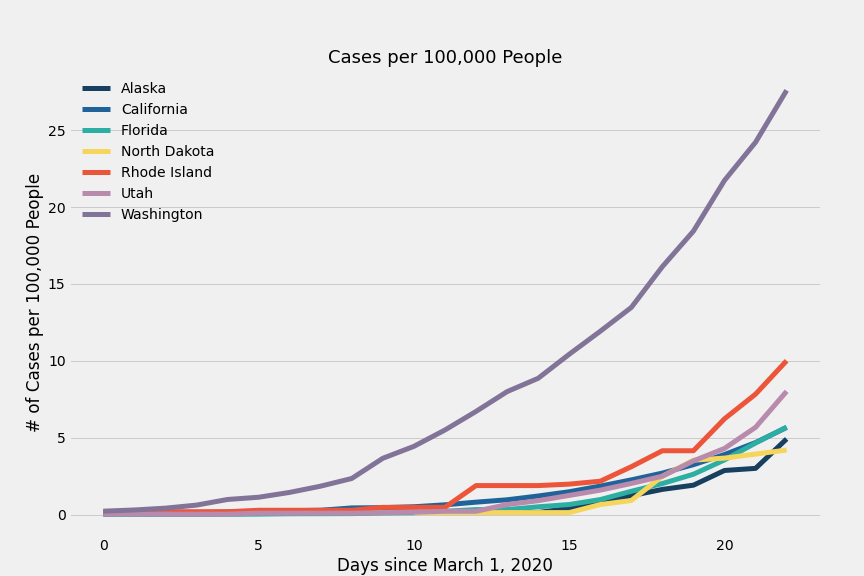 Cases per 100,000 People
Alaska
California
Florida
North Dakota
Rhode Island
Utah
Washington
# of Cases per 100,000 People
25
20
15
10
5
0
0 5 10 15 20
Days since March 1, 2020